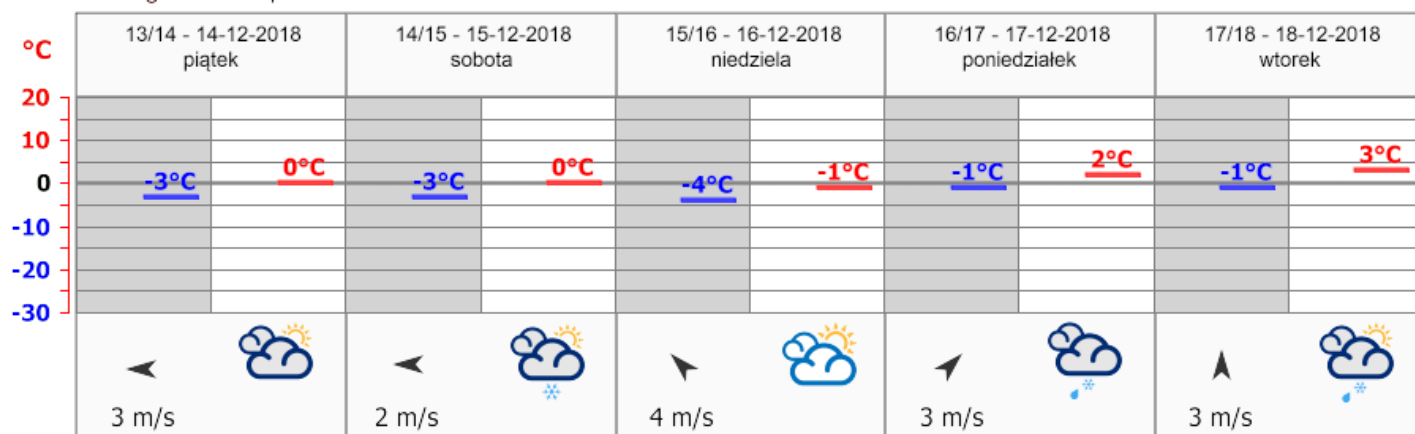 13/14 - 14-12-2018
piątek
14/15 - 15-12-2018
sobota
15/16 - 16-12-2018
niedziela
16/17 - 17-12-2018
poniedziałek
17/18 - 18-12-2018
wtorek
°C
20
10
0
-10
-20
-30
-3°C
0°C
-3°C
0°C
-4°C
-1°C
-1°C
2°C
-1°C
3°C
3 m/s
2 m/s
4 m/s
3 m/s
3 m/s